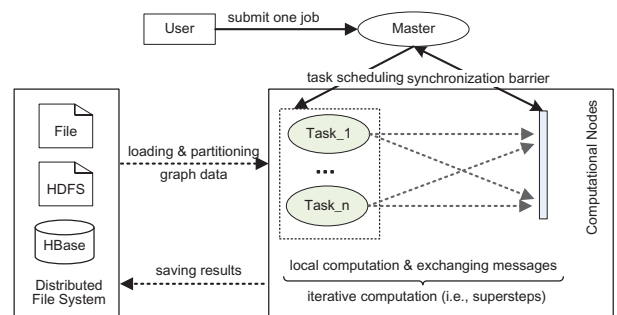 User
submit one job
Master
task scheduling synchronization barrier
File
HDFS
HBase
Distributed
File System
loading & partitioning
graph data
saving results
Task_1
...
Task_n
local computation & exchanging messages
iterative computation (i.e., supersteps)
Computational Nodes